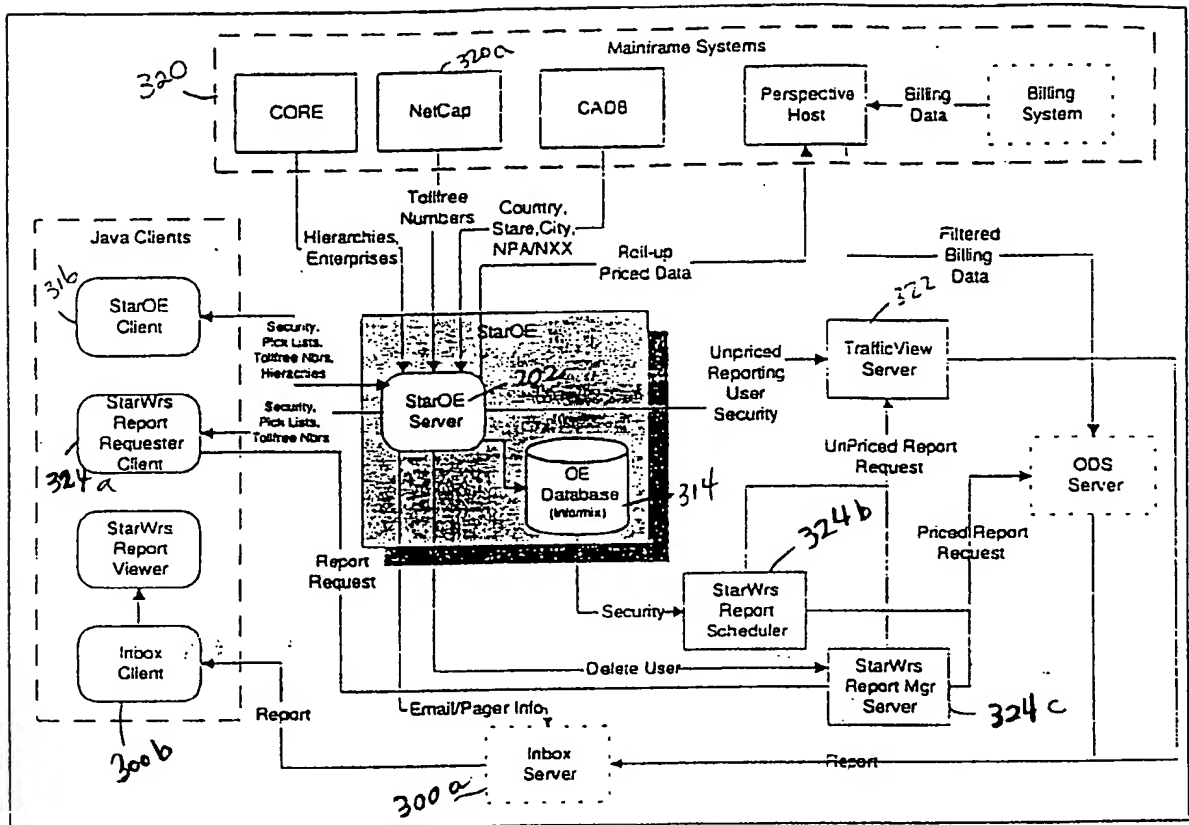 Mainframe Systems
320
320a
CORE
NetCap
CADB
Perspective
Host
Billing
Data
Billing
System
Tollfree
Numbers
Country,
Stare,City,
NPA/NXX
Hierarchies,
Enterprises
Roll-up
Priced Data
Filtered
Billing
Data
Java Clients
316
StarOE
Client
Security,
Pick Lists,
Tollfree Nbrs,
Hierarchies
StarOE
StarOE
Server
202
Unpriced
Reporting
User
Security
322
TrafficView
Server
Security,
Pick Lists,
Tollfree Nbrs
StarWrs
Report
Requester
Client
324a
OE
Database
(Informix)
314
UnPriced Report
Request
ODS
Server
324b
Priced Report
Request
StarWrs
Report
Viewer
Report
Request
Security
StarWrs
Report
Scheduler
Inbox
Client
Delete User
StarWrs
Report Mgr
Server
324c
Report
Email/Pager Info,
300b
Inbox
Server
300a
Report